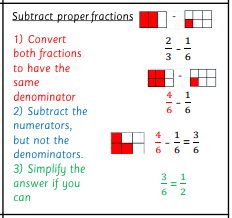 Subtract proper fractions
1) Convert
both fractions
to have the
same
denominator
2) Subtract the
numerators,
but not the
denominators.
3) Simplify the
answer if you
can
-
2/3 - 1/6
-
4/6 - 1/6
4/6 - 1/6 = 3/6
3/6 = 1/2